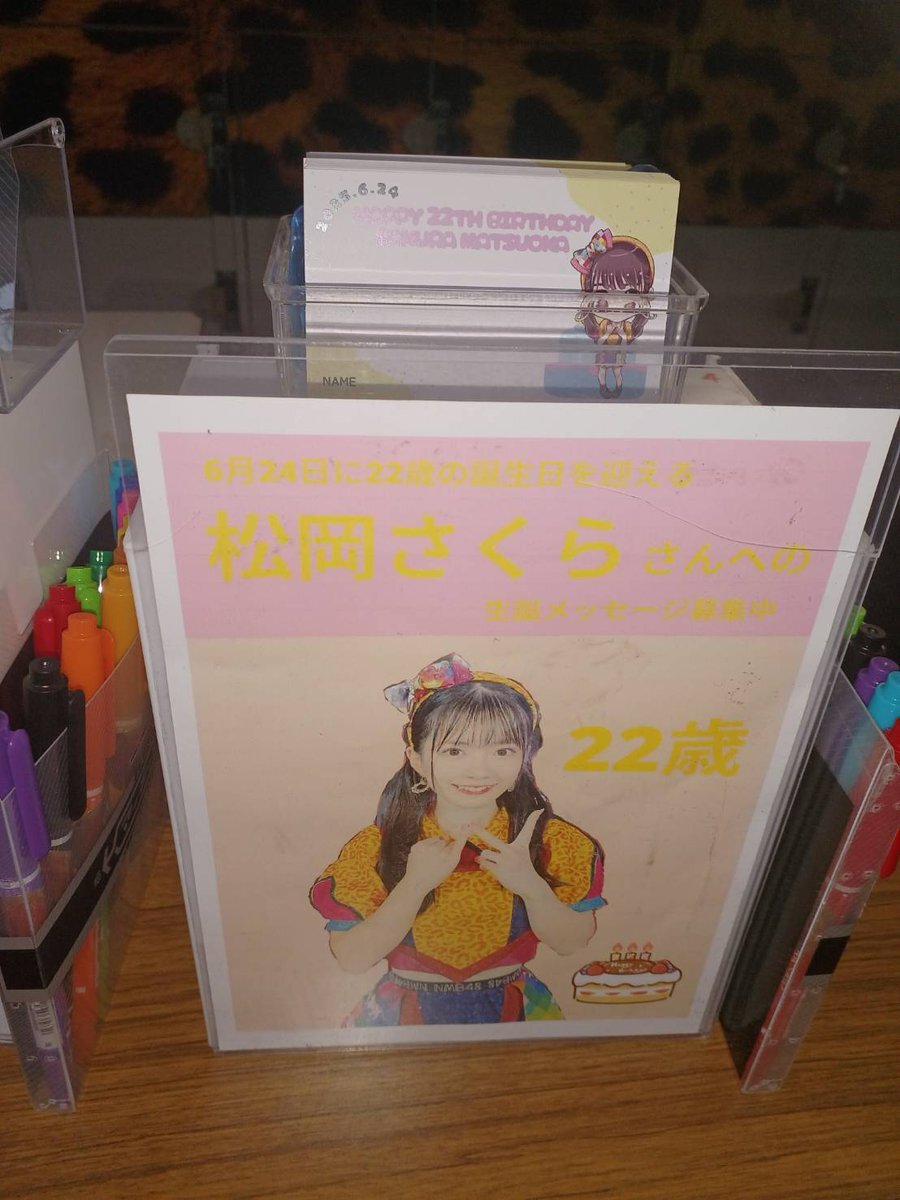 2025.6.24
HAPPY 22TH BIRTHDAY
SAKURA MATSUOKA
NAME
6月24日に22歳の誕生日を迎える
松岡さくら さんへの
生誕メッセージ募集中
22歳
NMB48